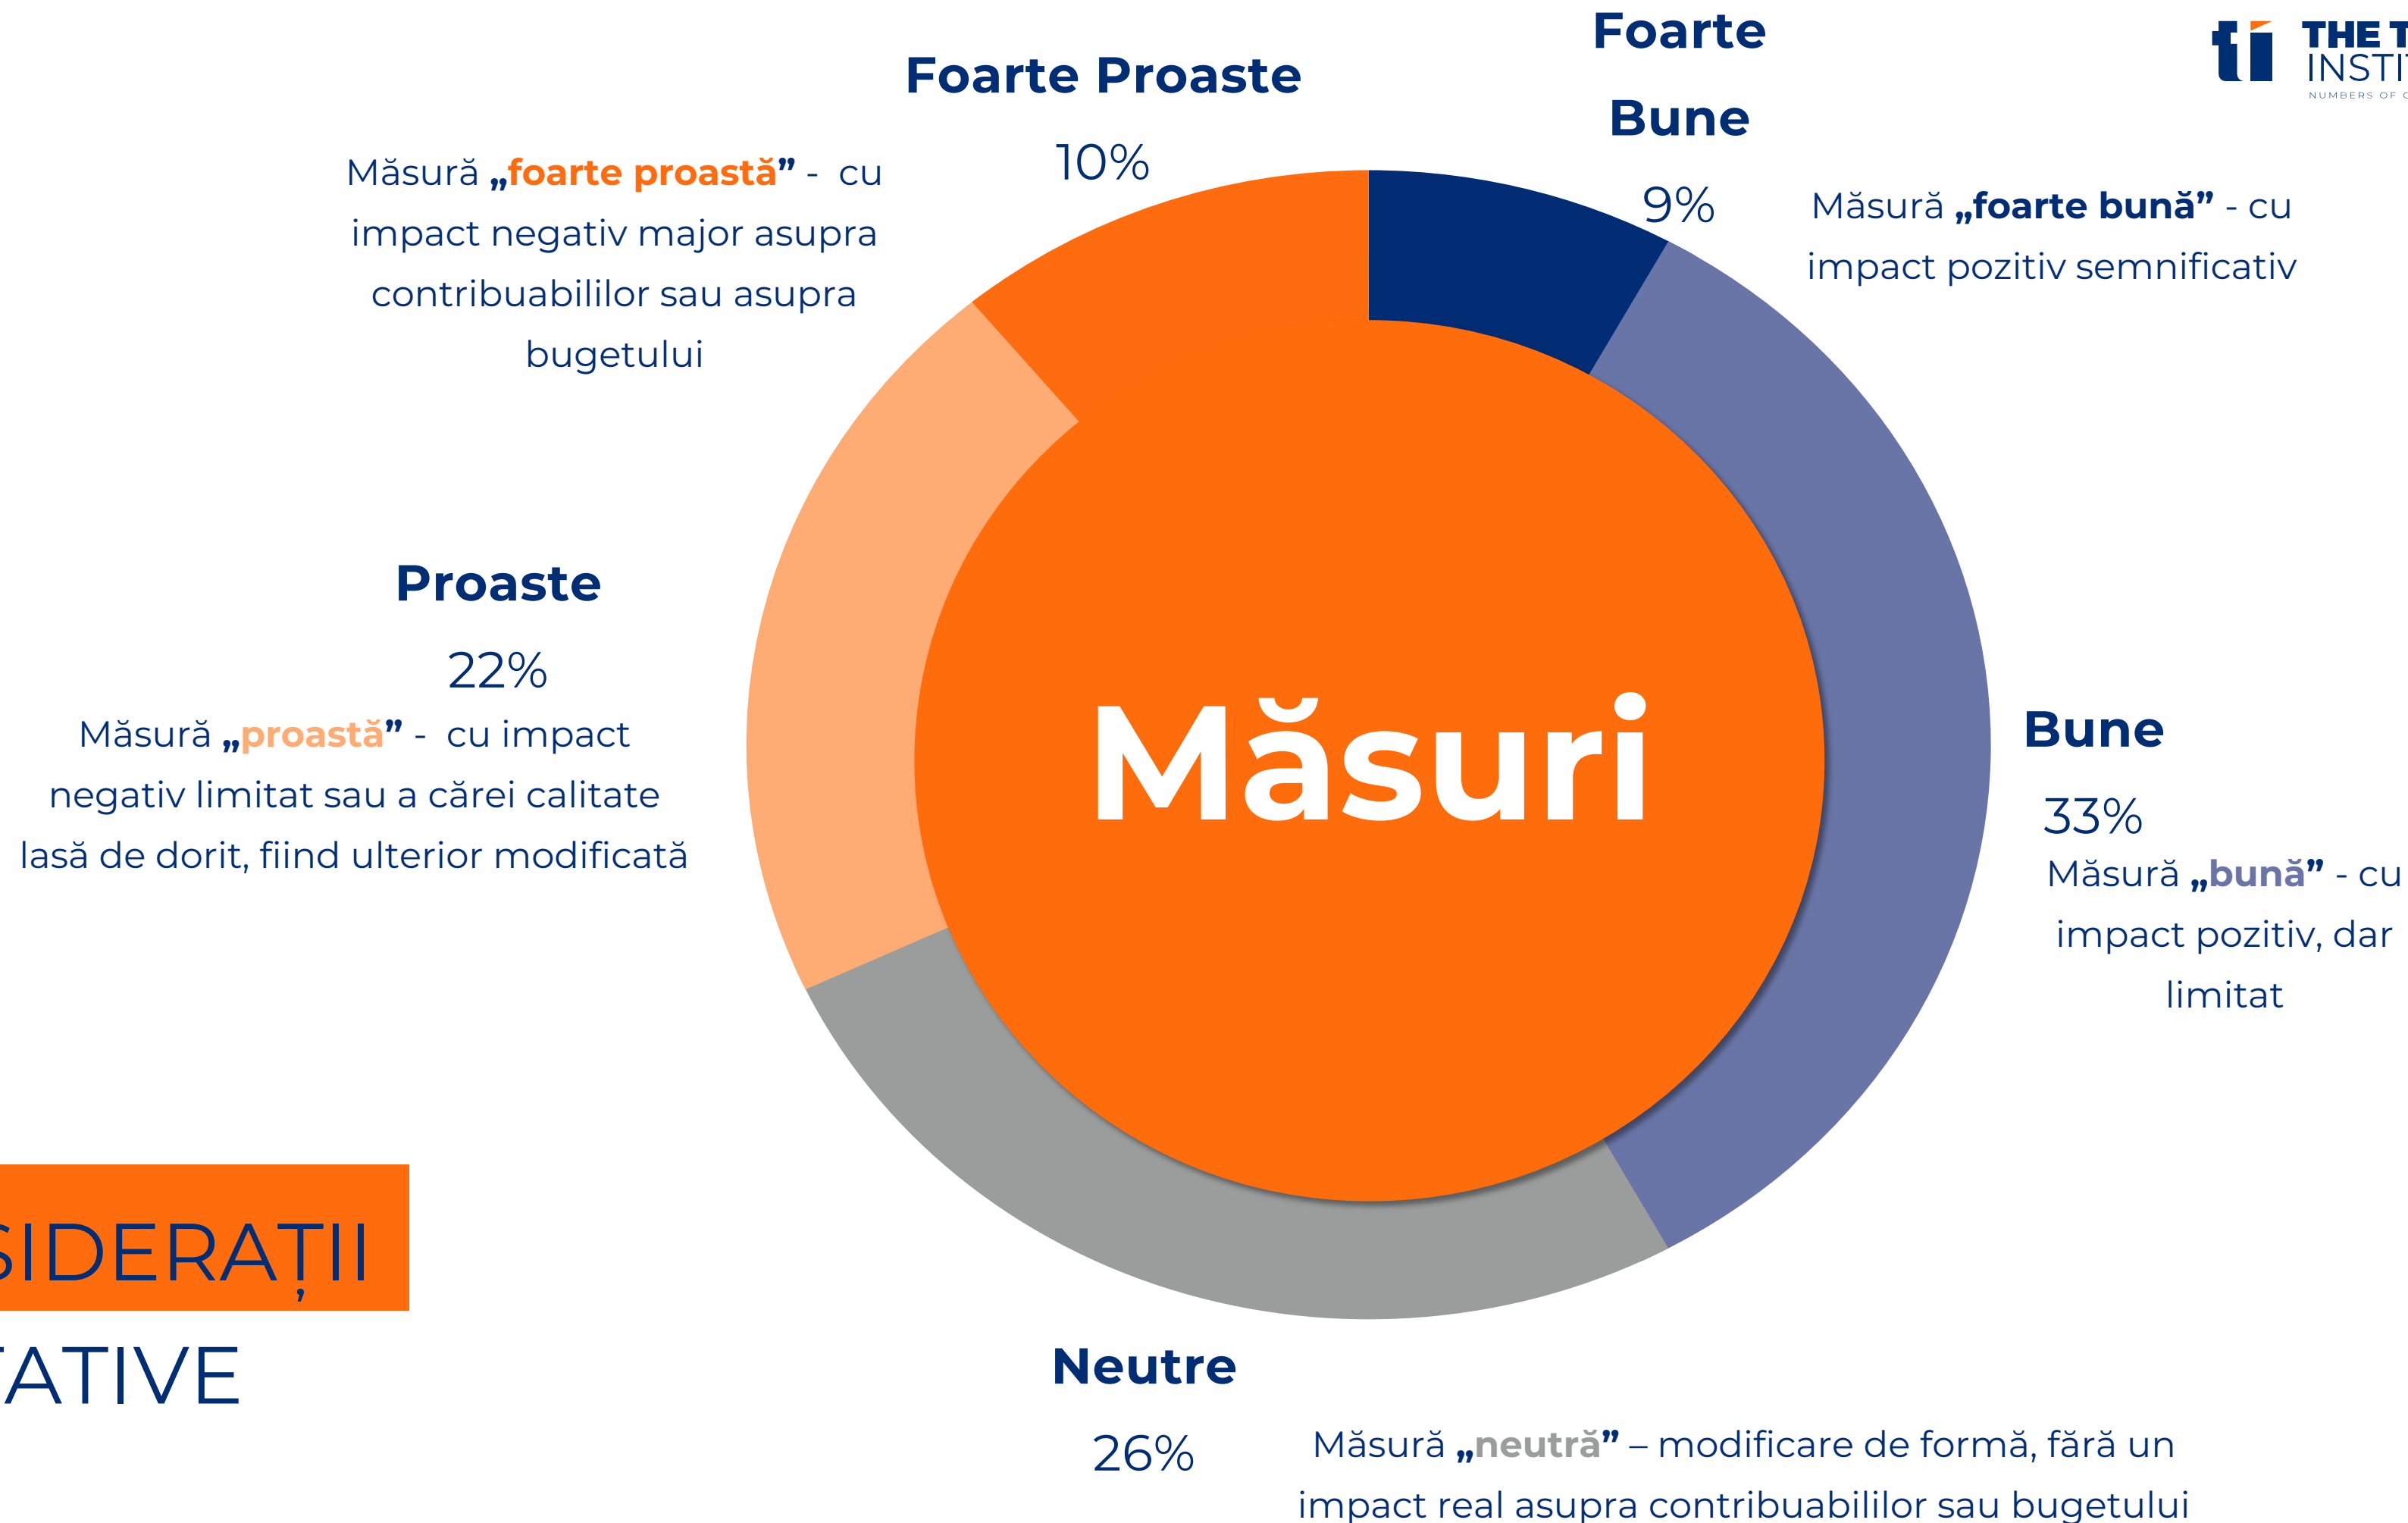 Foarte Proaste
10%
Măsură „foarte proastă” - cu
impact negativ major asupra
contribuabililor sau asupra
bugetului
Foarte
Bune
9%
Măsură „foarte bună” - cu
impact pozitiv semnificativ
ti
THE T
INSTI
NUMBERS OF
Proaste
22%
Măsură „proastă” - cu impact
negativ limitat sau a cărei calitate
lasă de dorit, fiind ulterior modificată
Măsuri
Bune
33%
Măsură „bună” - cu
impact pozitiv, dar
limitat
SIDERAȚII
TATIVE
Neutre
26%
Măsură „neutră” – modificare de formă, fără un
impact real asupra contribuabililor sau bugetului